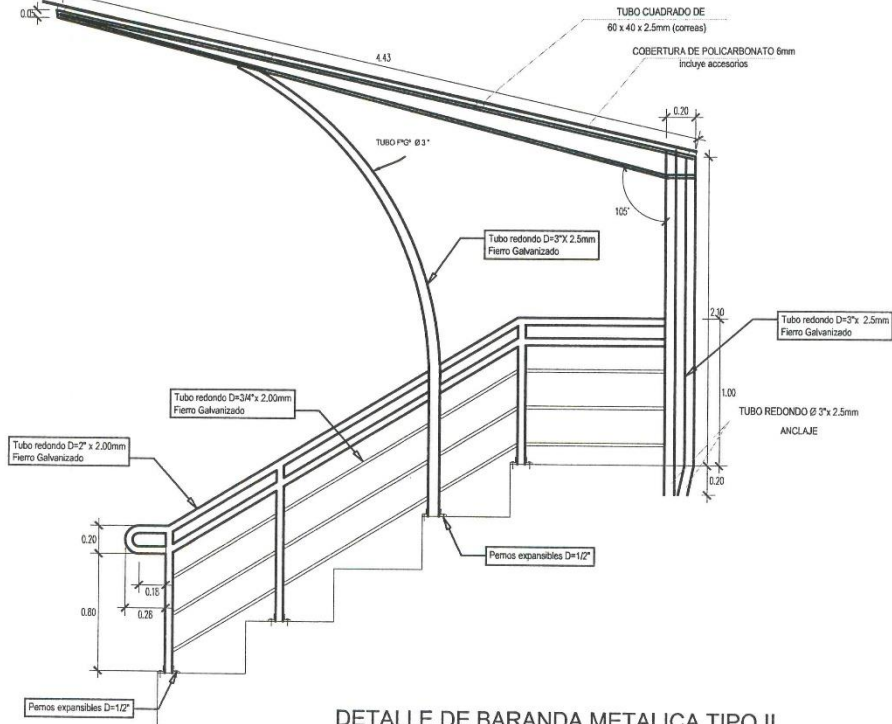 TUBO CUADRADO DE
60 x 40 x 2.5mm (correas)
0.05
4.43
COBERTURA DE POLICARBONATO 6mm
incluye accesorios
0.20
TUBO FºGº Ø3"
105°
Tubo redondo D=3"X 2.5mm
Fierro Galvanizado
2.10
Tubo redondo D=3"x 2.5mm
Fierro Galvanizado
Tubo redondo D=3/4"x 2.00mm
Fierro Galvanizado
1.00
TUBO REDONDO Ø 3"x 2.5mm
ANCLAJE
Tubo redondo D=2" x 2.00mm
Fierro Galvanizado
0.20
0.20
Pernos expansibles D=1/2"
0.80
0.26
Pernos expansibles D=1/2"
DETALLE DE BARANDA METALICA TIPO II